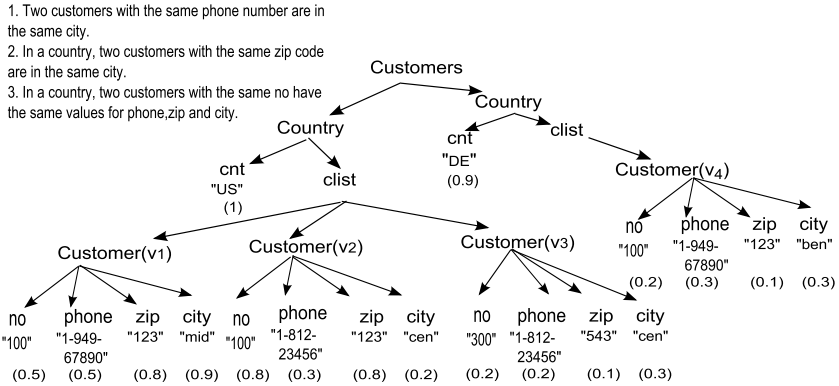 1. Two customers with the same phone number are in
the same city.
2. In a country, two customers with the same zip code
are in the same city.
3. In a country, two customers with the same no have
the same values for phone,zip and city.
Customers
Country
Country
cnt
"US"
(1)
clist
cnt
"DE"
(0.9)
clist
Customer(v1)
Customer(v2)
Customer(v3)
Customer(v4)
no phone zip city
"100" "1-949-
67890" "123" "mid"
(0.5) (0.5) (0.8) (0.9)
no phone zip city
"100" "1-812-
23456" "123" "cen"
(0.8) (0.3) (0.8) (0.2)
no phone zip city
"300" "1-812-
23456" "543" "cen"
(0.2) (0.2) (0.1) (0.3)
no phone zip city
"100" "1-949-
67890" "123" "ben"
(0.2) (0.3) (0.1) (0.3)